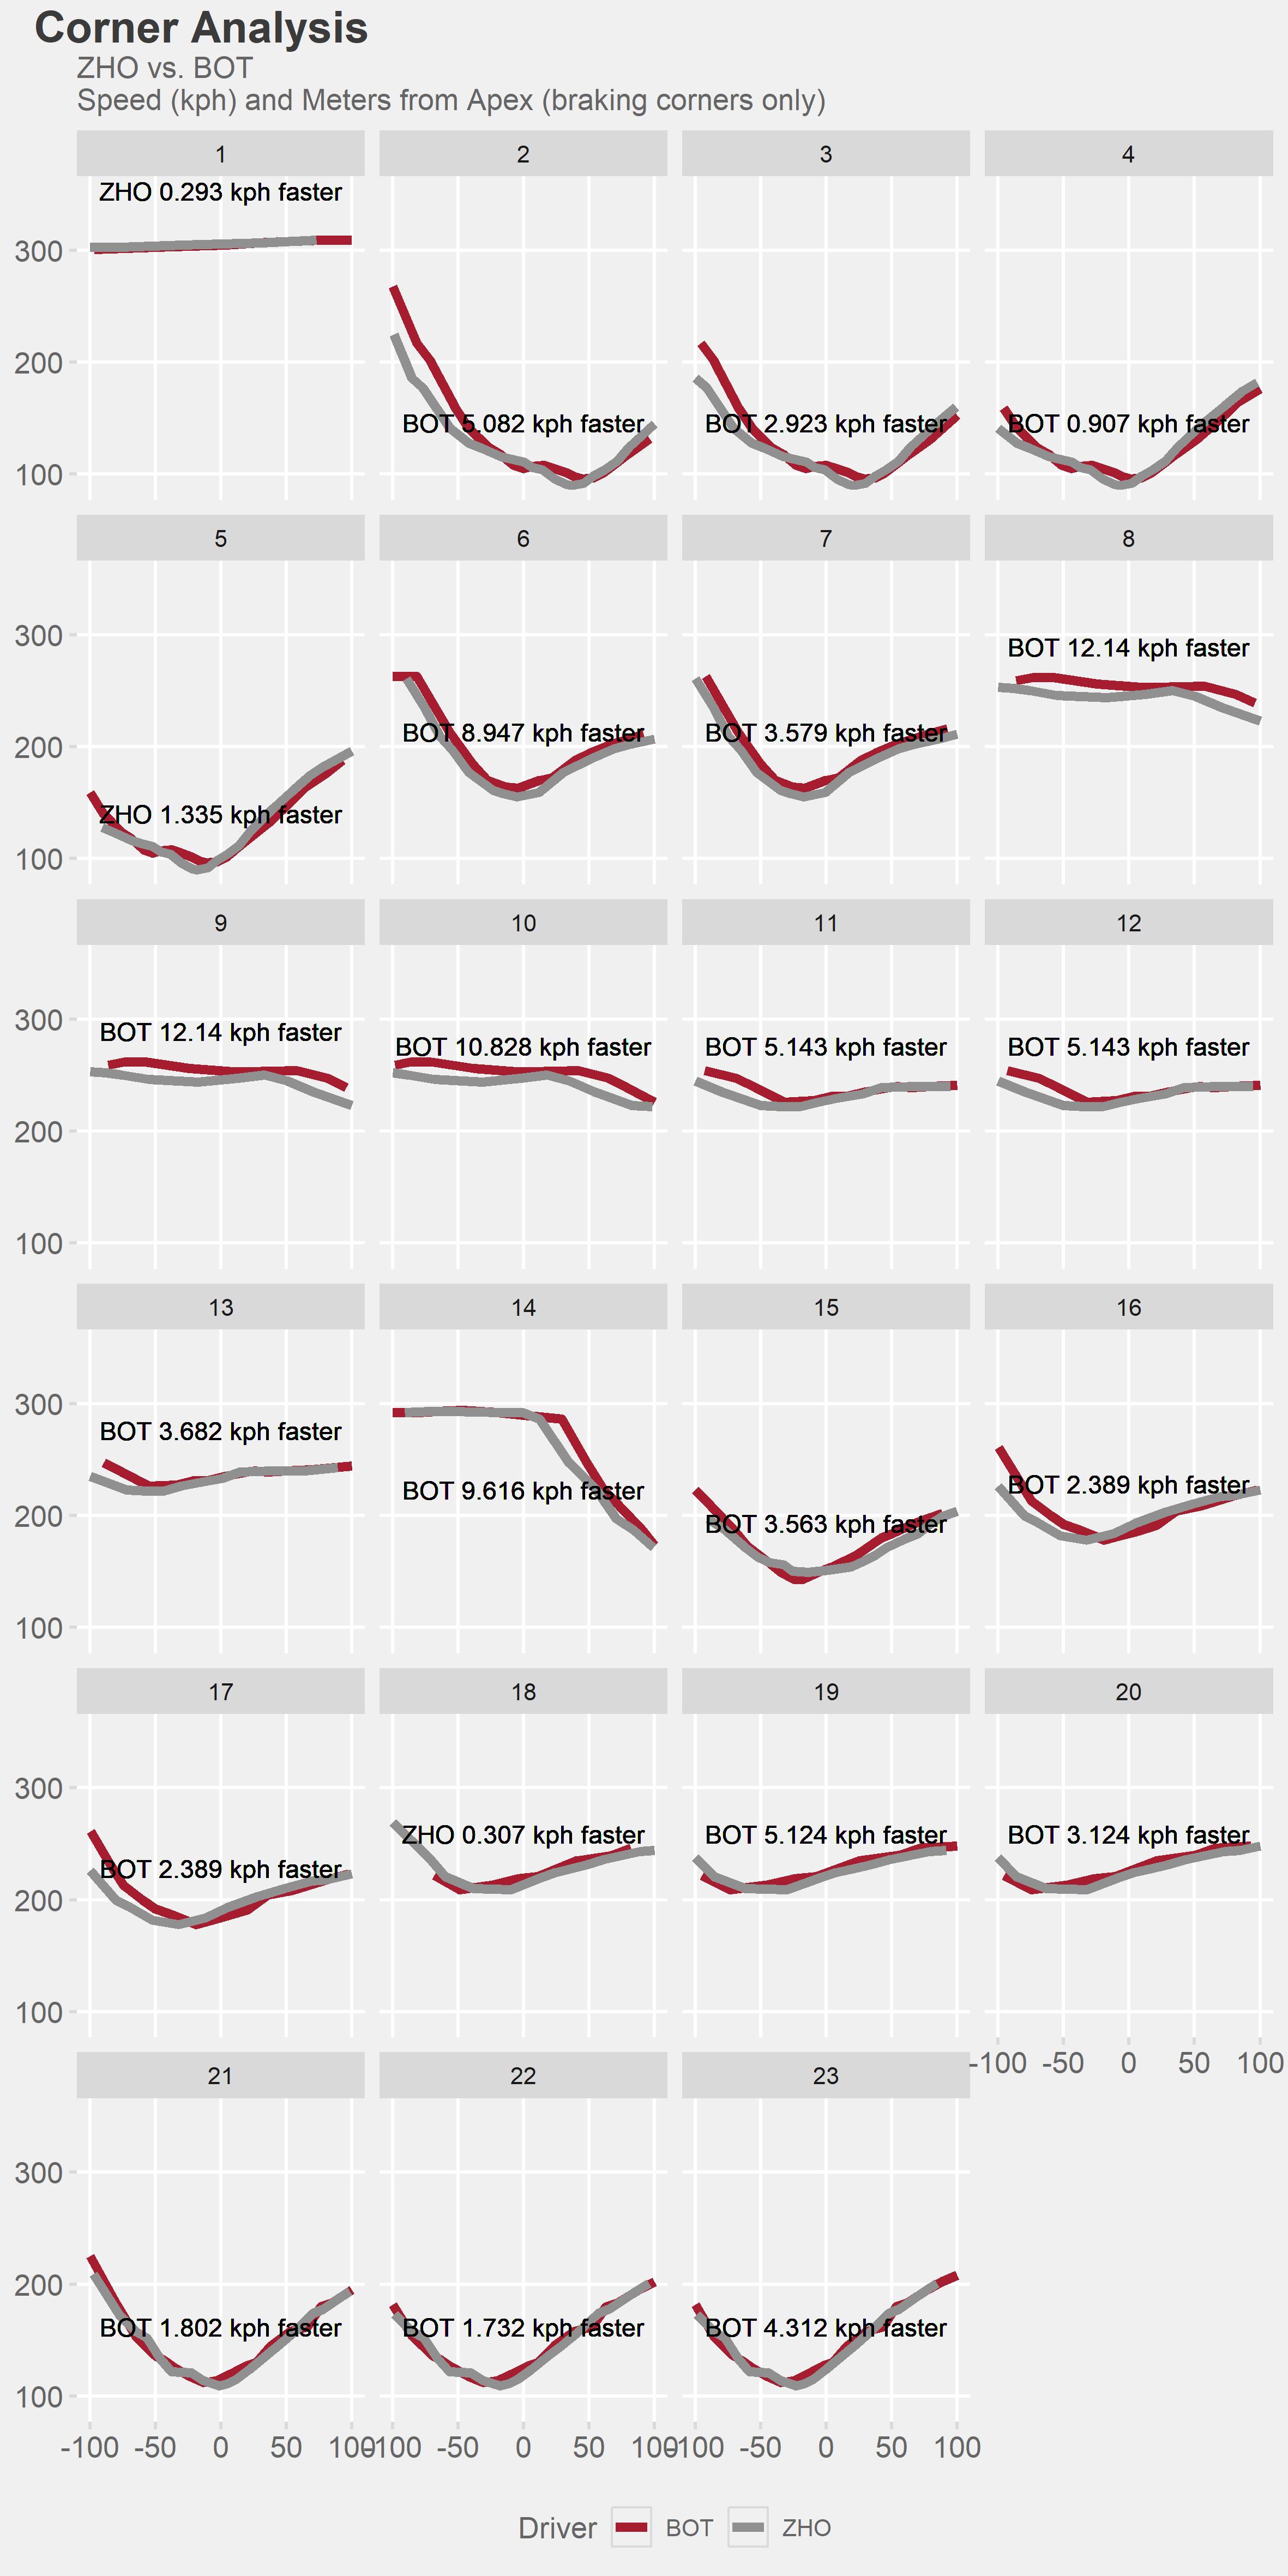 Corner Analysis
ZHO vs. BOT
Speed (kph) and Meters from Apex (braking corners only)
1 2 3 4
ZHO 0.293 kph faster
BOT 5.082 kph faster
BOT 2.923 kph faster
BOT 0.907 kph faster
300
200
100
5 6 7 8
ZHO 1.335 kph faster
BOT 8.947 kph faster
BOT 3.579 kph faster
BOT 12.14 kph faster
300
200
100
9 10 11 12
BOT 12.14 kph faster
BOT 10.828 kph faster
BOT 5.143 kph faster
BOT 5.143 kph faster
300
200
100
13 14 15 16
BOT 3.682 kph faster
BOT 9.616 kph faster
BOT 3.563 kph faster
BOT 2.389 kph faster
300
200
100
17 18 19 20
BOT 2.389 kph faster
ZHO 0.307 kph faster
BOT 5.124 kph faster
BOT 3.124 kph faster
300
200
100
-100 -50 0 50 100
21 22 23
BOT 1.802 kph faster
BOT 1.732 kph faster
BOT 4.312 kph faster
300
200
100
-100 -50 0 50 100
-100 -50 0 50 100
-100 -50 0 50 100
Driver BOT ZHO